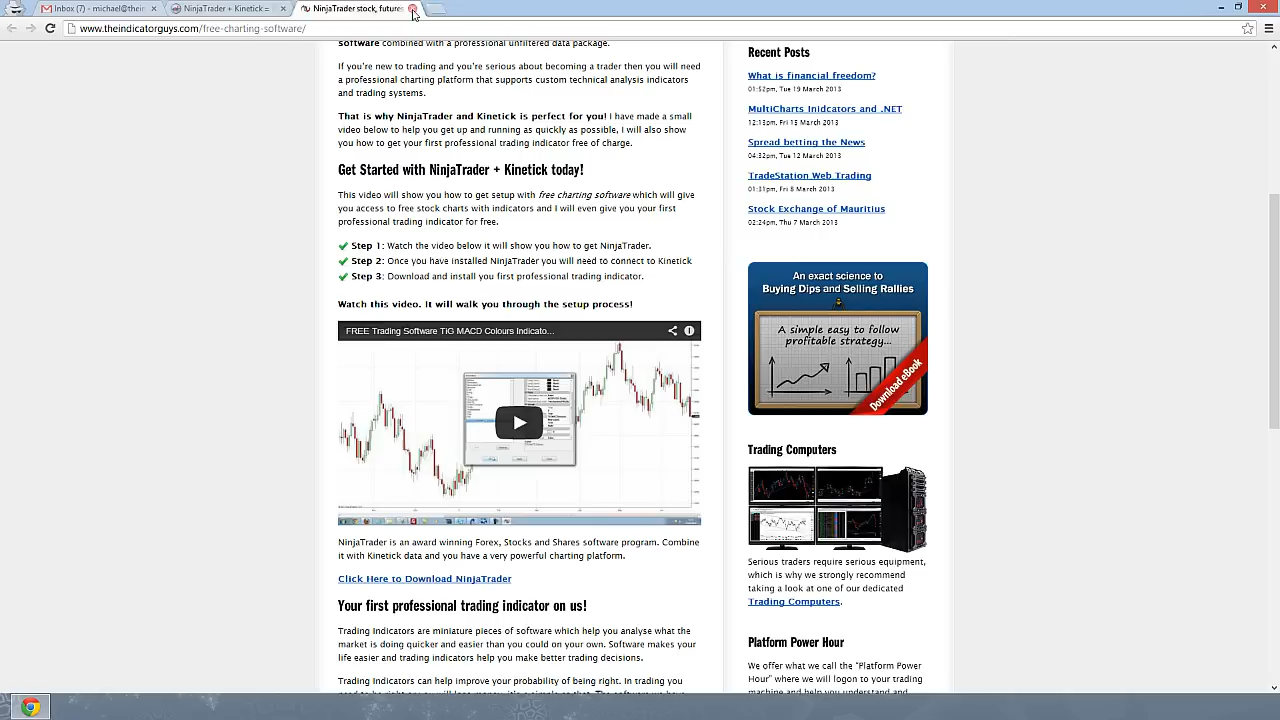 Inbox (7) - michael@thein
NinjaTrader + Kinetick =
NinjaTrader stock, futures
www.theindicatorguys.com/free-charting-software/
software combined with a professional unfiltered data package.
If you're new to trading and you're serious about becoming a trader then you will need
a professional charting platform that supports custom technical analysis indicators
and trading systems.
That is why NinjaTrader and Kinetick is perfect for you! I have made a small
video below to help you get up and running as quickly as possible, I will also show
you how to get your first professional trading indicator free of charge.
Get Started with NinjaTrader + Kinetick today!
This video will show you how to get setup with free charting software which will give
you access to free stock charts with indicators and I will even give you your first
professional trading indicator for free.
Step 1: Watch the video below it will show you how to get NinjaTrader.
Step 2: Once you have installed NinjaTrader you will need to connect to Kinetick
Step 3: Download and install you first professional trading indicator.
Watch this video. It will walk you through the setup process!
FREE Trading Software TIG MACD Colours Indicato...
NinjaTrader is an award winning Forex, Stocks and Shares software program. Combine
it with Kinetick data and you have a very powerful charting platform.
Click Here to Download NinjaTrader
Your first professional trading indicator on us!
Trading Indicators are miniature pieces of software which help you analyse what the
market is doing quicker and easier than you could on your own. Software makes your
life easier and trading indicators help you make better trading decisions.
Trading Indicators can help improve your probability of being right. In trading you
Recent Posts
What is financial freedom?
01:52pm, Tue 19 March 2013
MultiCharts Inidcators and .NET
12:13pm, Fri 15 March 2013
Spread betting the News
04:32pm, Tue 12 March 2013
TradeStation Web Trading
01:31pm, Fri 8 March 2013
Stock Exchange of Mauritius
02:24pm, Thu 7 March 2013
An exact science to
Buying Dips and Selling Rallies
A simple easy to follow
profitable strategy...
Download eBook
Trading Computers
Serious traders require serious equipment,
which is why we strongly recommend
taking a look at one of our dedicated
Trading Computers.
Platform Power Hour
We offer what we call the "Platform Power
Hour" where we will logon to your trading
machine and help you understand and